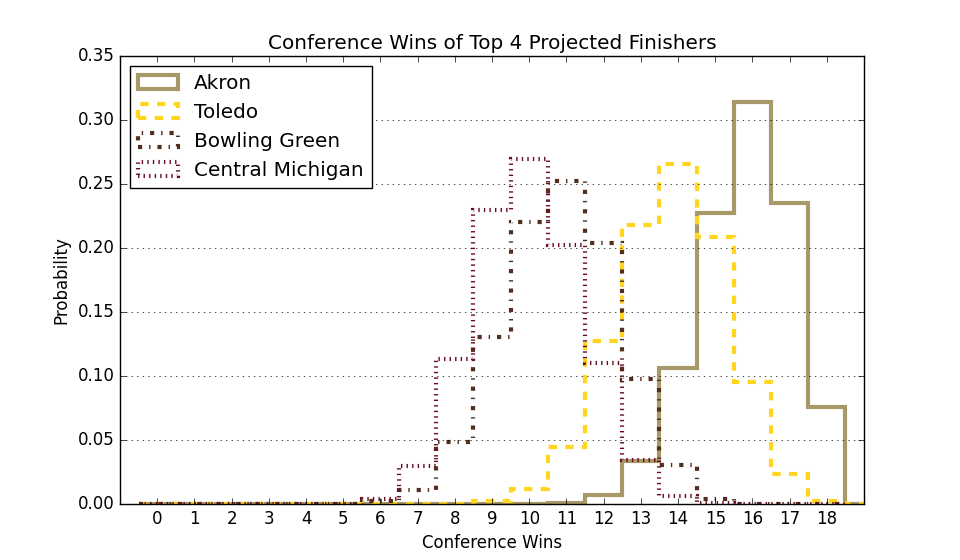 Conference Wins of Top 4 Projected Finishers
Akron
Toledo
Bowling Green
Central Michigan
Probability
0.35
0.30
0.25
0.20
0.15
0.10
0.05
0.00
0 1 2 3 4 5 6 7 8 9 10 11 12 13 14 15 16 17 18
Conference Wins